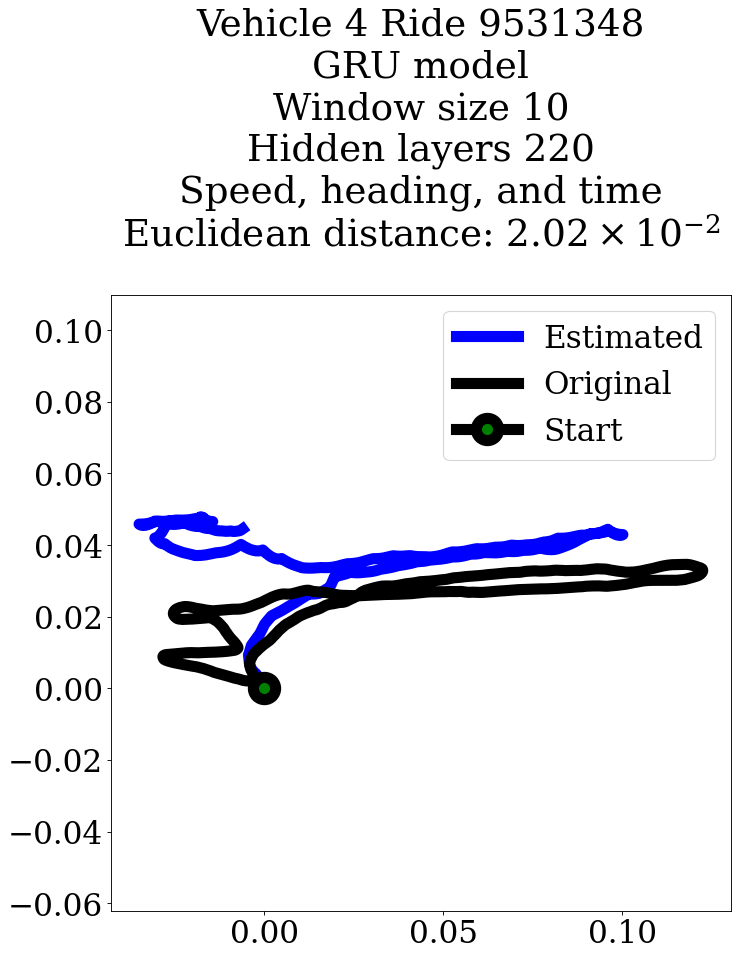 Vehicle 4 Ride 9531348
GRU model
Window size 10
Hidden layers 220
Speed, heading, and time
Euclidean distance: 2.02 × 10⁻²
Estimated
Original
Start
0.10
0.08
0.06
0.04
0.02
0.00
−0.02
−0.04
−0.06
0.00 0.05 0.10